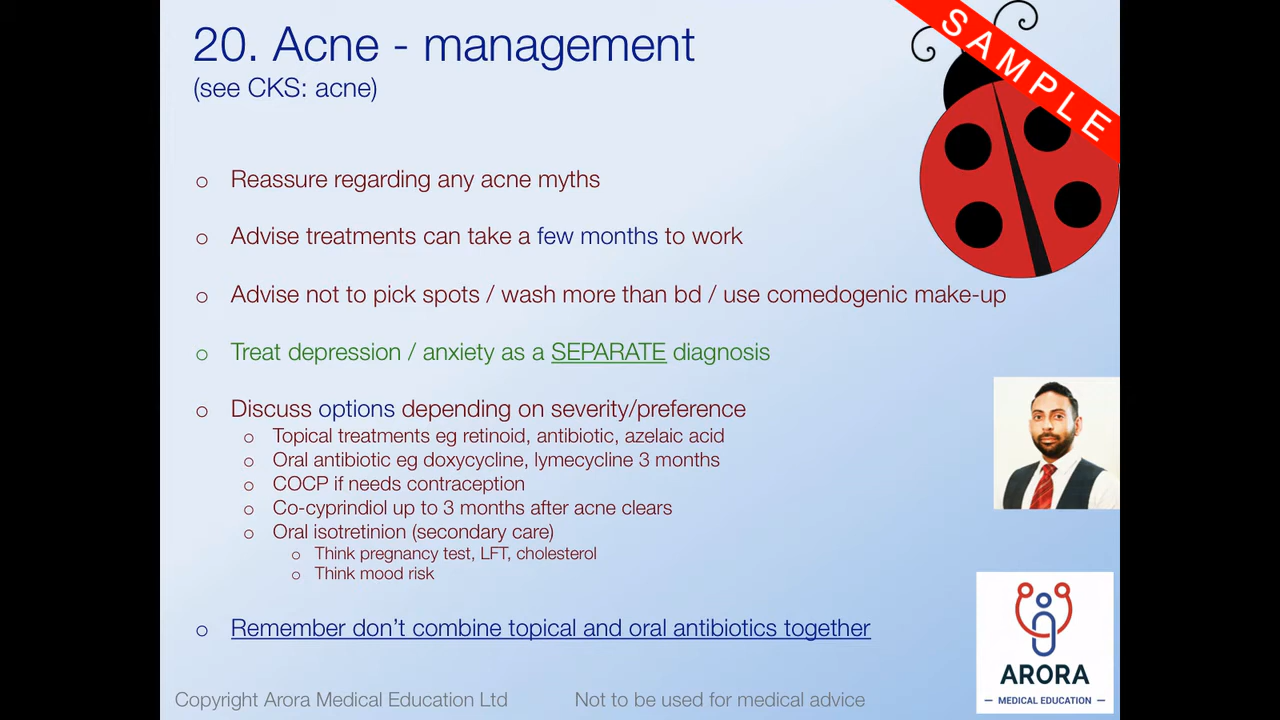 20. Acne - management
(see CKS: acne)
SAMPLE
o Reassure regarding any acne myths
o Advise treatments can take a few months to work
o Advise not to pick spots / wash more than bd / use comedogenic make-up
o Treat depression / anxiety as a SEPARATE diagnosis
o Discuss options depending on severity/preference
o Topical treatments eg retinoid, antibiotic, azelaic acid
o Oral antibiotic eg doxycycline, lymecycline 3 months
o COCP if needs contraception
o Co-cyprindiol up to 3 months after acne clears
o Oral isotretinion (secondary care)
o Think pregnancy test, LFT, cholesterol
o Think mood risk
o Remember don't combine topical and oral antibiotics together
ARORA
MEDICAL EDUCATION
Copyright Arora Medical Education Ltd Not to be used for medical advice